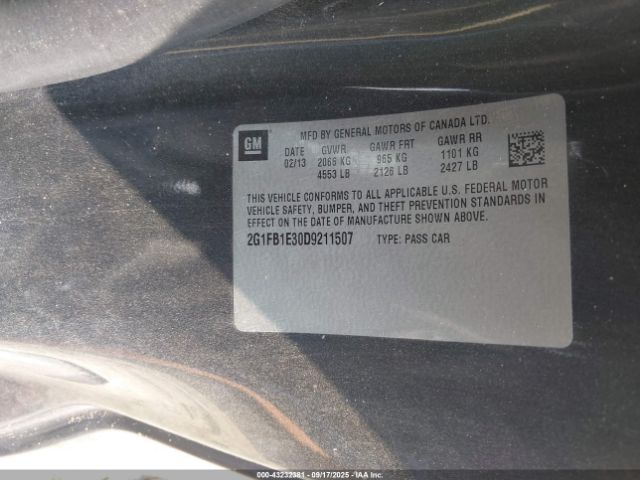 GM
MFD BY GENERAL MOTORS OF CANADA LTD.
DATE GVWR GAWR FRT GAWR RR
02/13 2066 KG 965 KG 1101 KG
4553 LB 2126 LB 2427 LB
THIS VEHICLE CONFORMS TO ALL APPLICABLE U.S. FEDERAL MOTOR
VEHICLE SAFETY, BUMPER, AND THEFT PREVENTION STANDARDS IN
EFFECT ON THE DATE OF MANUFACTURE SHOWN ABOVE.
2G1FB1E30D9211507 TYPE: PASS CAR
000-43232381 - 09/17/2025 - IAAI.COM